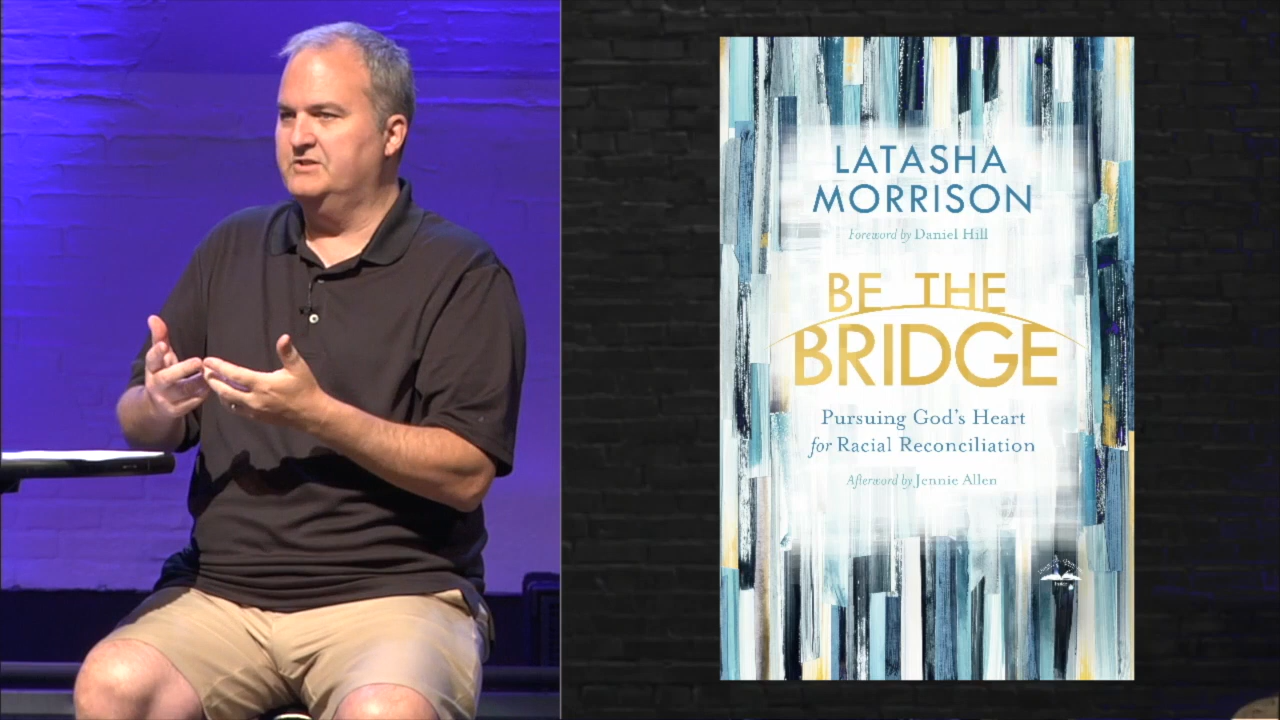 LATASHA
MORRISON
Foreword by Daniel Hill
BE THE
BRIDGE
Pursuing God's Heart
for Racial Reconciliation
Afterword by Jennie Allen